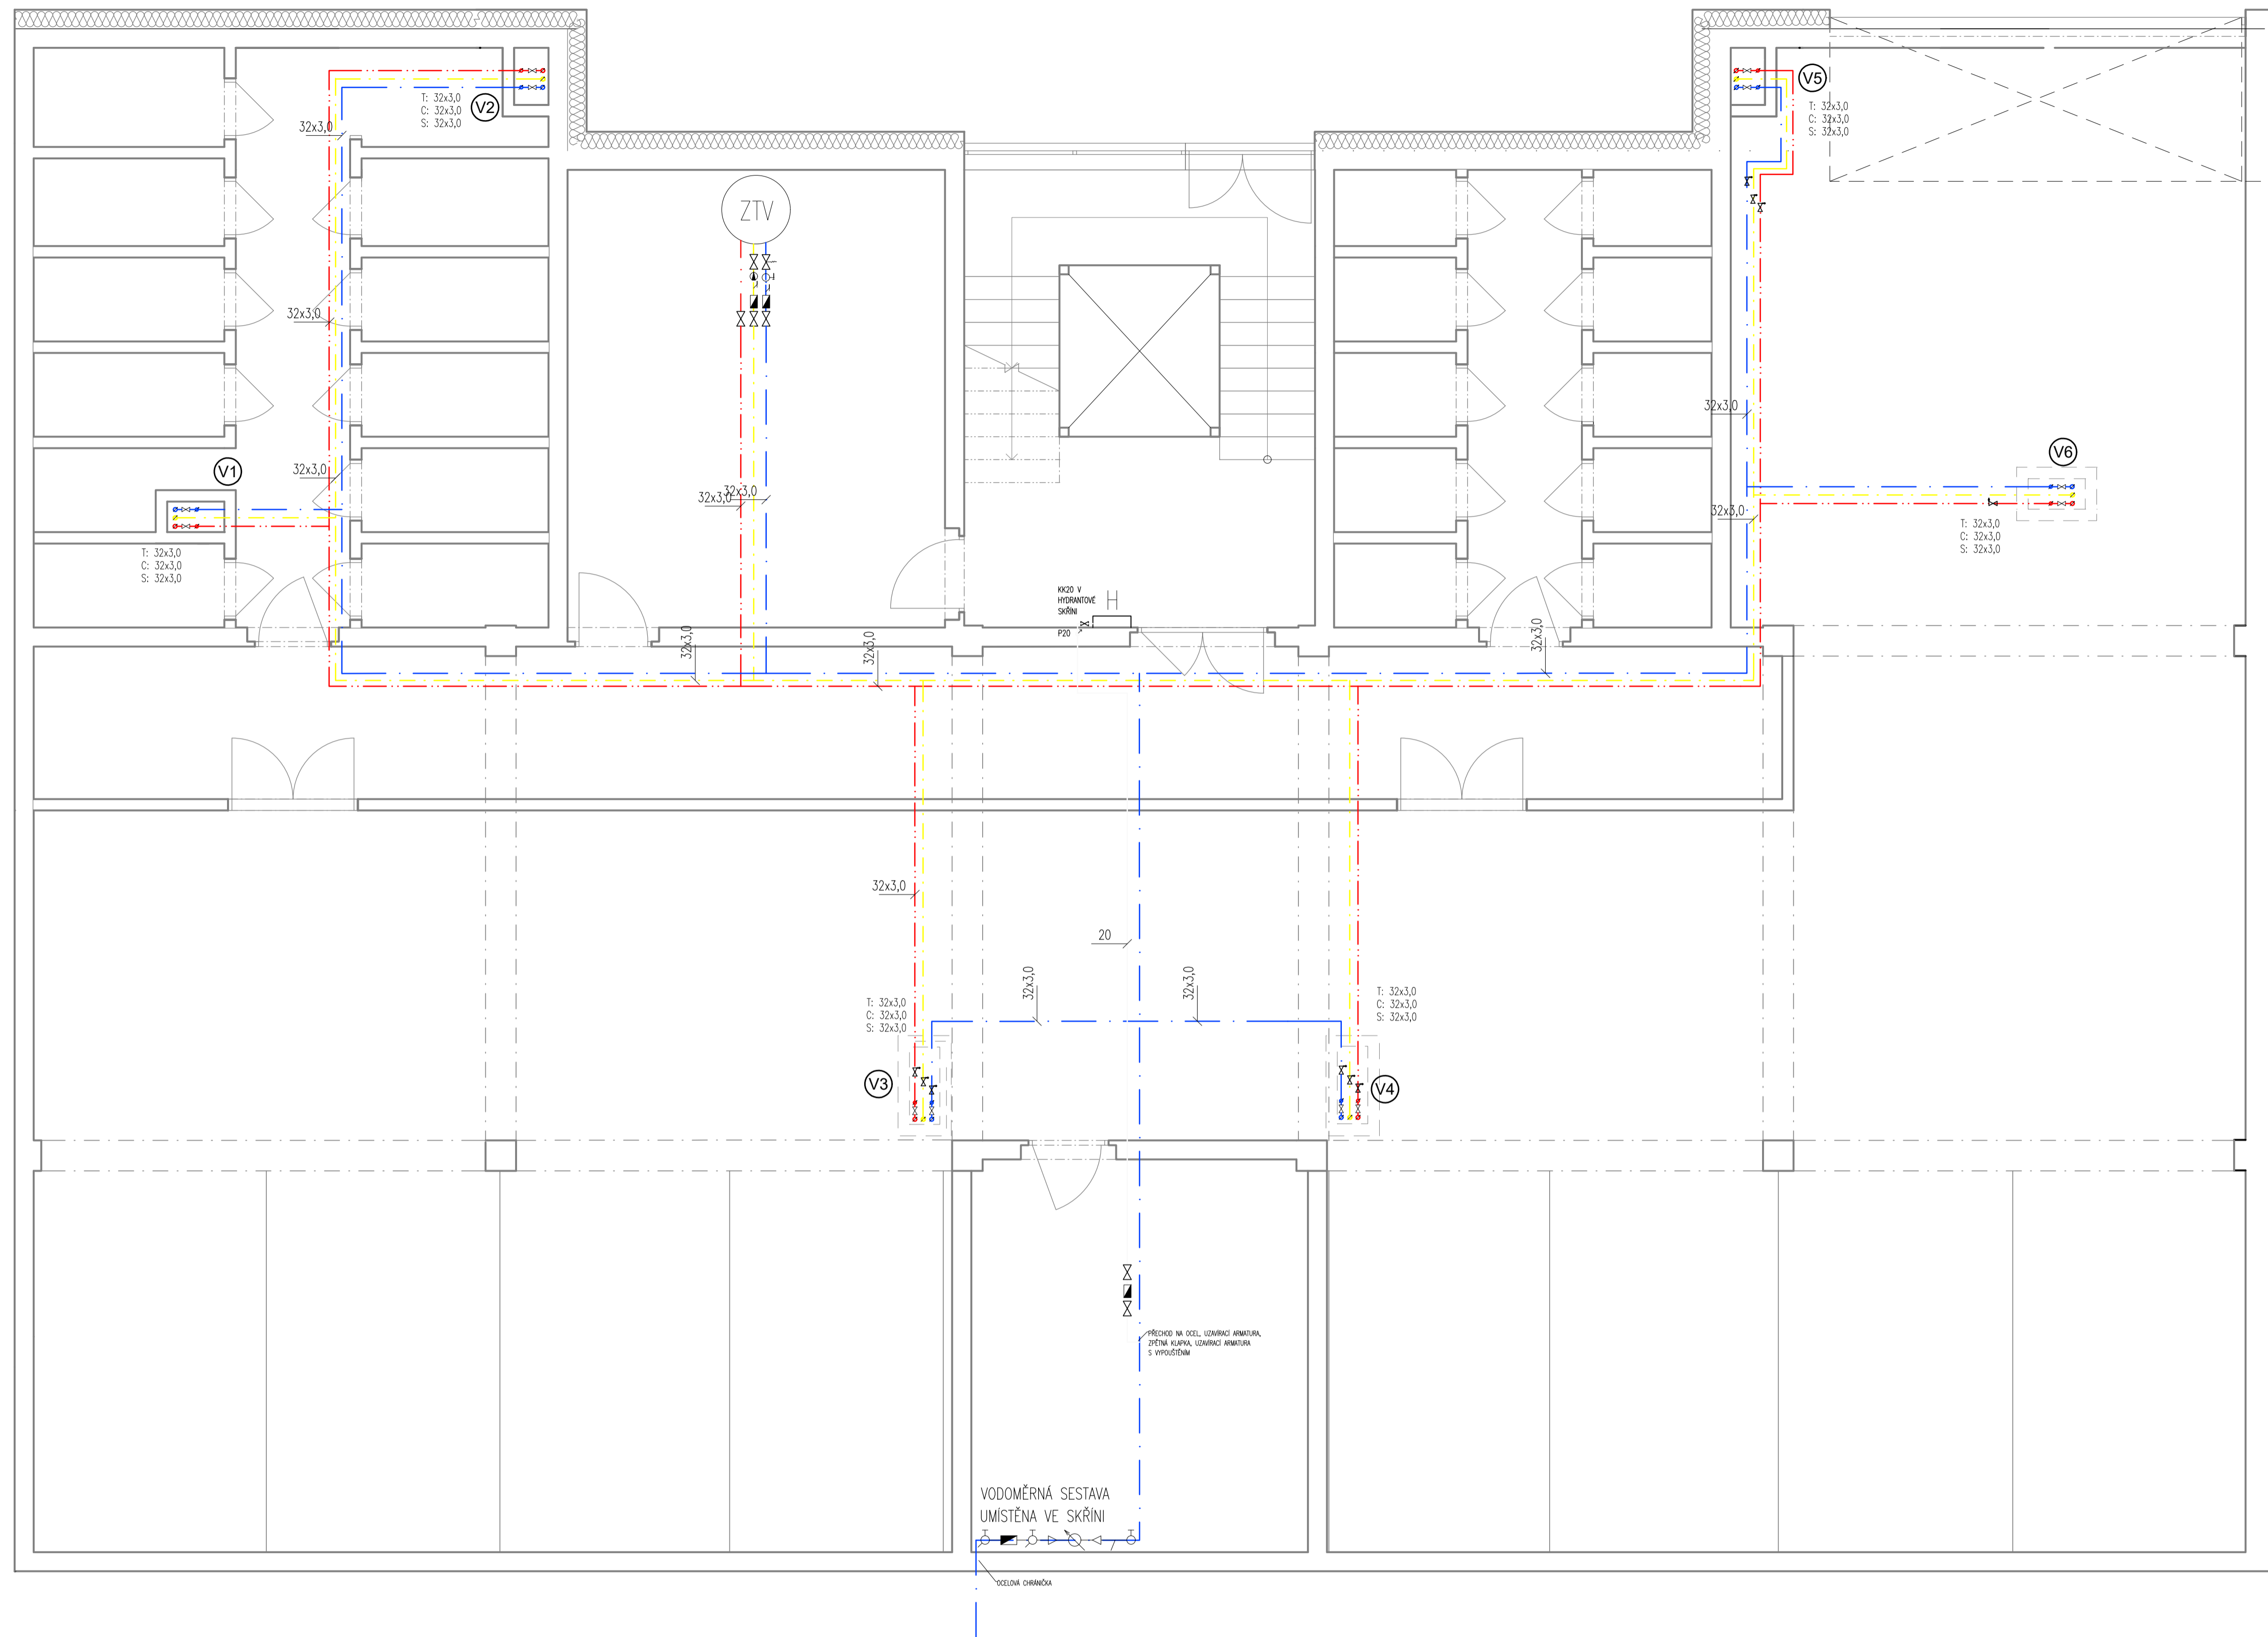 V2
T: 32x3,0
C: 32x3,0
S: 32x3,0
V5
T: 32x3,0
C: 32x3,0
S: 32x3,0
32x3,0
ZTV
32x3,0
32x3,0
V1
T: 32x3,0
C: 32x3,0
S: 32x3,0
32x3,0
32x3,0
32x3,0
32x3,0
V6
T: 32x3,0
C: 32x3,0
S: 32x3,0
KK20 V
HYDRANTOVÉ
SKŘÍNI
H
P20
32x3,0
32x3,0
32x3,0
32x3,0
20
32x3,0
32x3,0
T: 32x3,0
C: 32x3,0
S: 32x3,0
T: 32x3,0
C: 32x3,0
S: 32x3,0
V3
V4
PŘECHOD NA OCEL, UZAVÍRACÍ ARMATURA,
ZPĚTNÁ KLAPKA, UZAVÍRACÍ ARMATURA
S VYPOUŠTĚNÍM
VODOMĚRNÁ SESTAVA
UMÍSTĚNA VE SKŘÍNI
OCELOVÁ CHRÁNIČKA